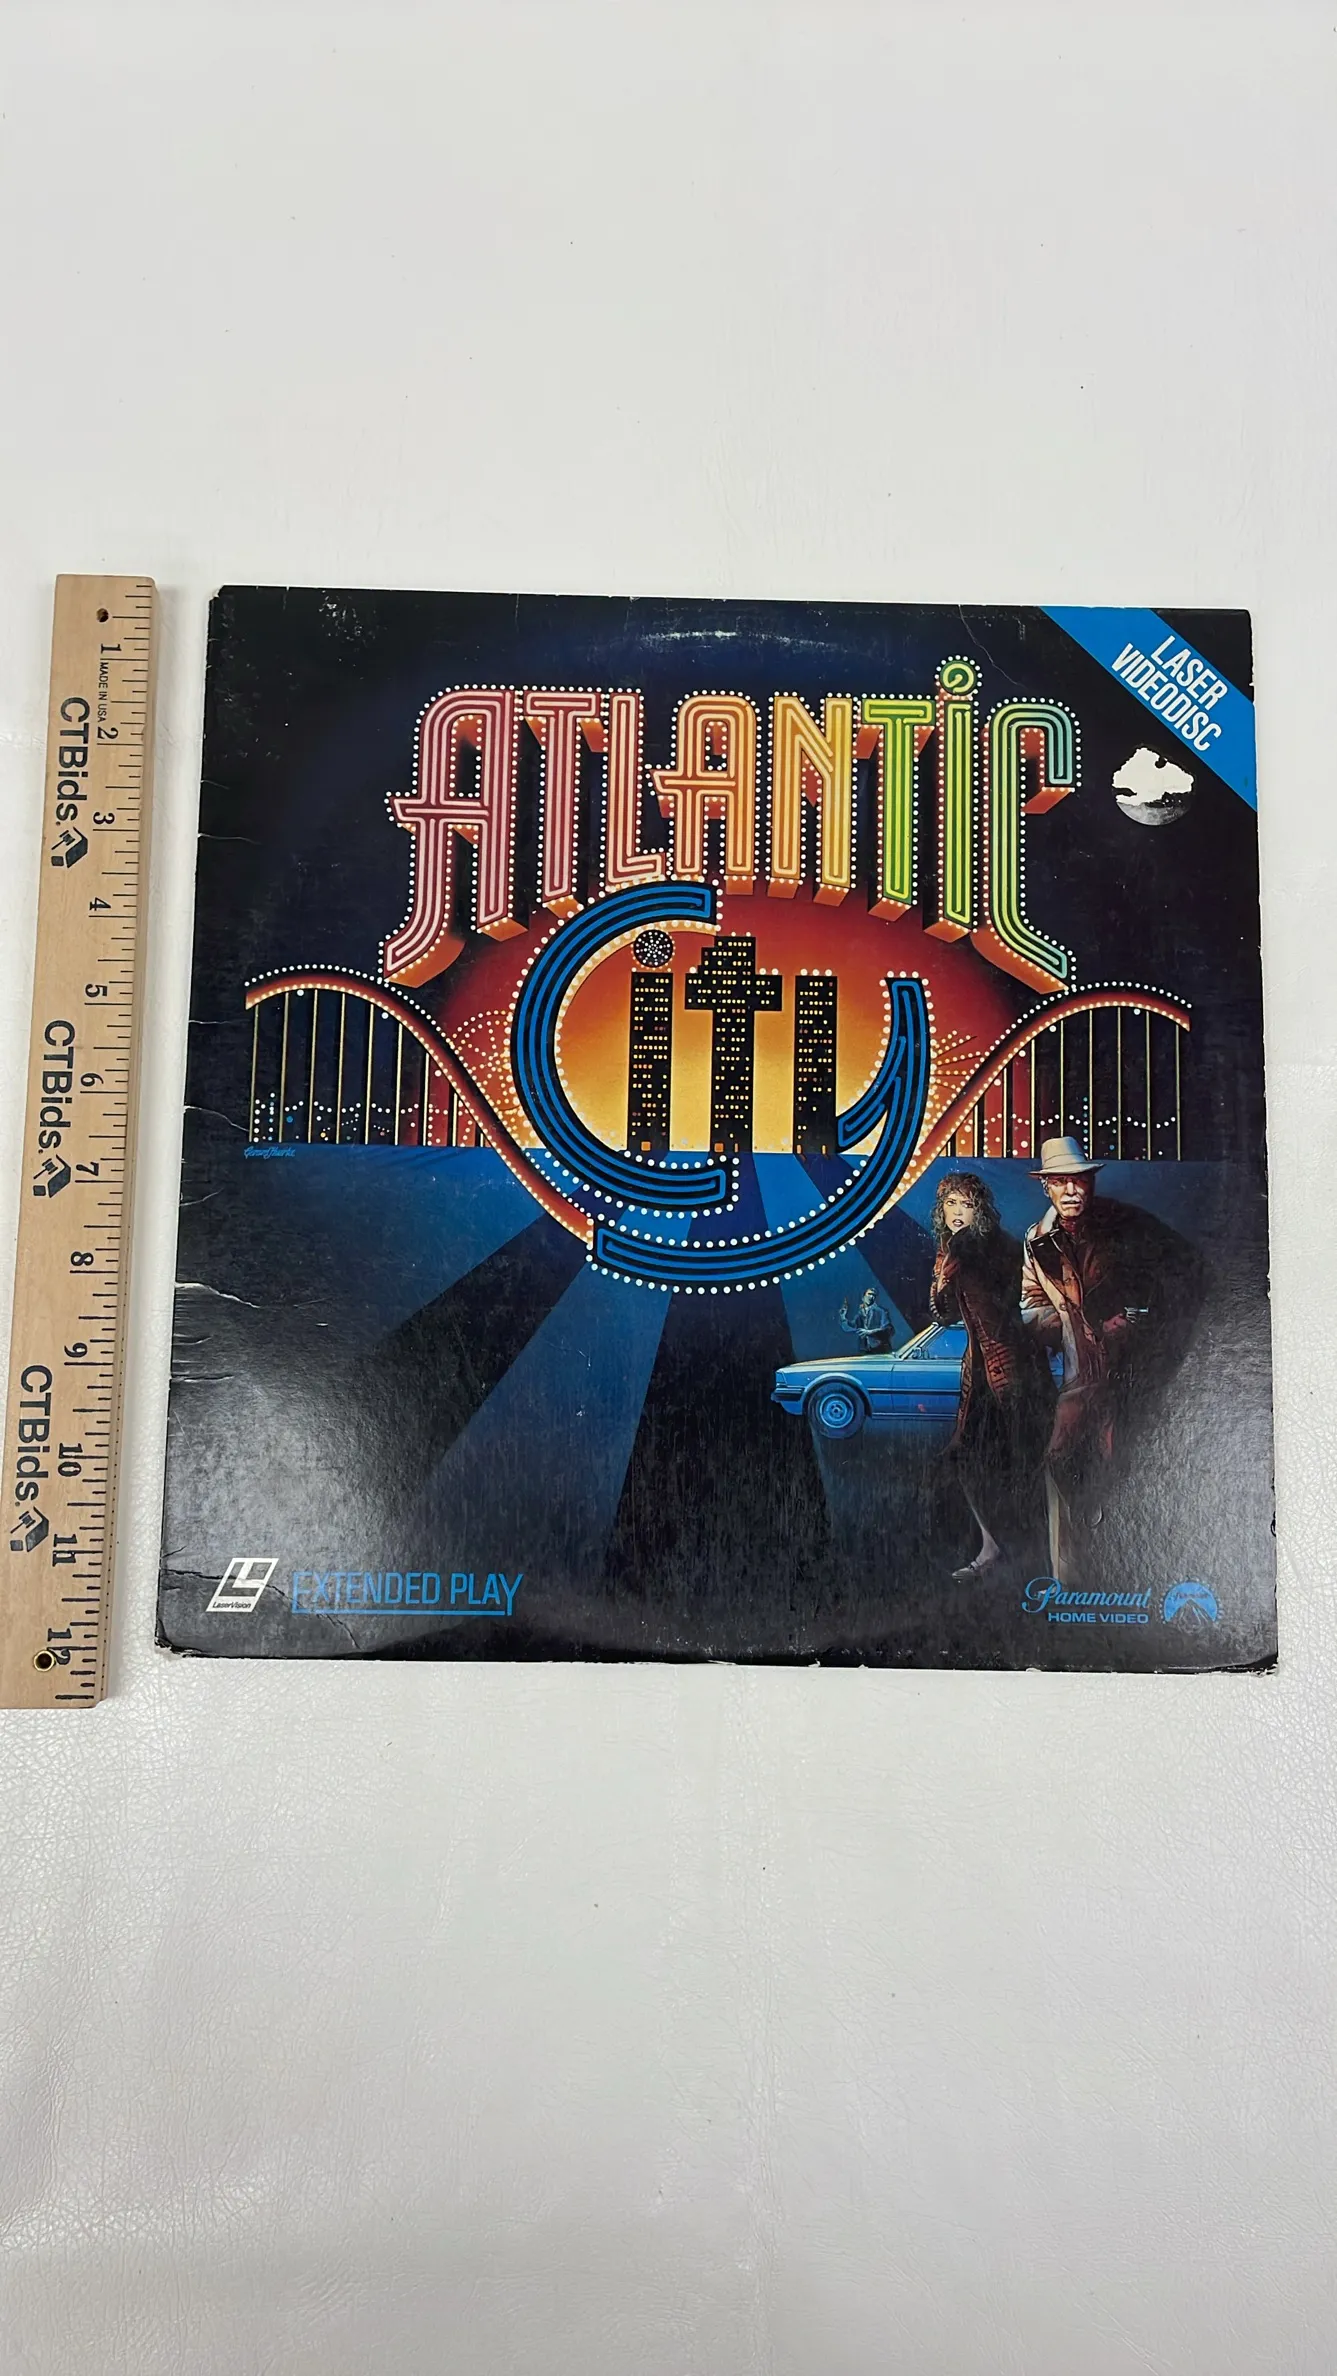 1
MADE IN USA
2
CTBids
3
4
5
CTBids
6
7
8
9
CTBids
10
11
12
LASER
VIDEODISC
ATLANTIC
City
LaserVision
EXTENDED PLAY
Paramount
HOME VIDEO